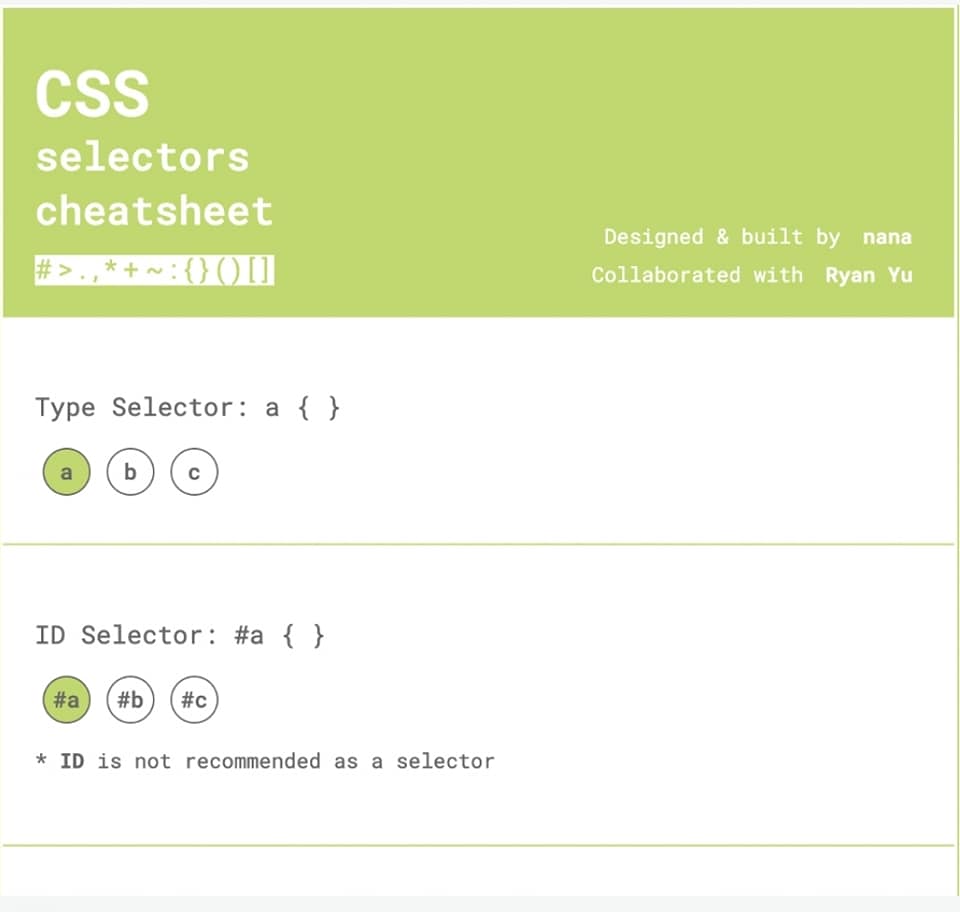 CSS
selectors
cheatsheet
#>.,*+~:{}()[]
Designed & built by nana
Collaborated with Ryan Yu
Type Selector: a { }
a b c
ID Selector: #a { }
#a #b #c
* ID is not recommended as a selector